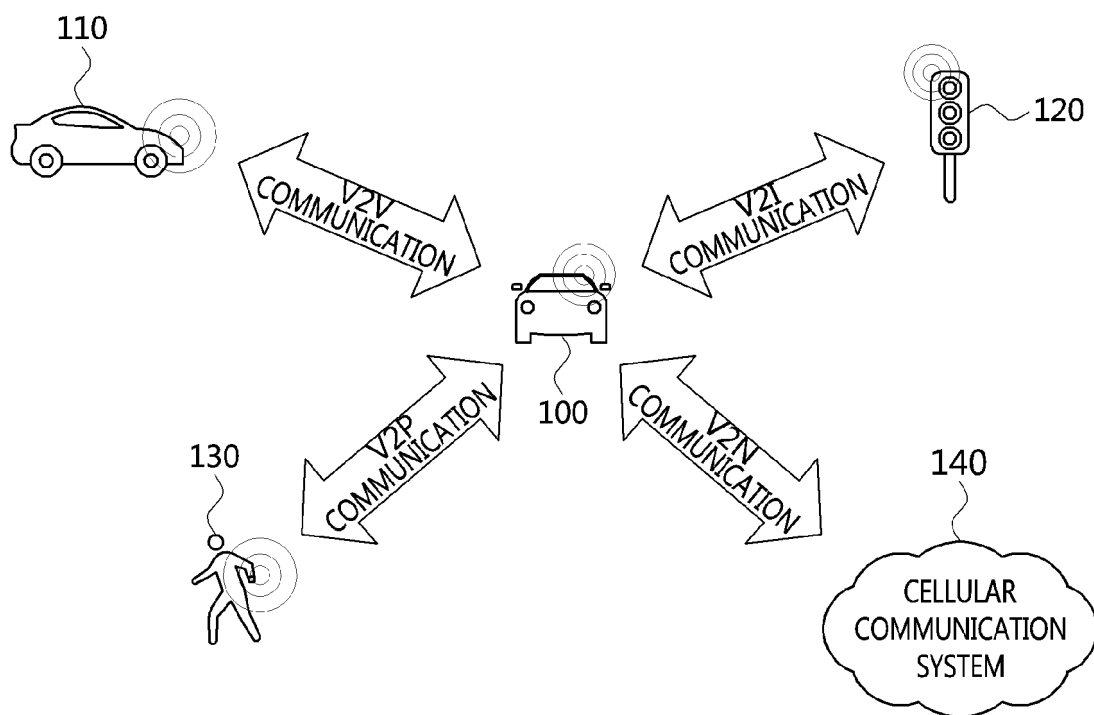 110
120
V2V
COMMUNICATION
V2I
COMMUNICATION
100
V2P
COMMUNICATION
V2N
COMMUNICATION
130
140
CELLULAR
COMMUNICATION
SYSTEM